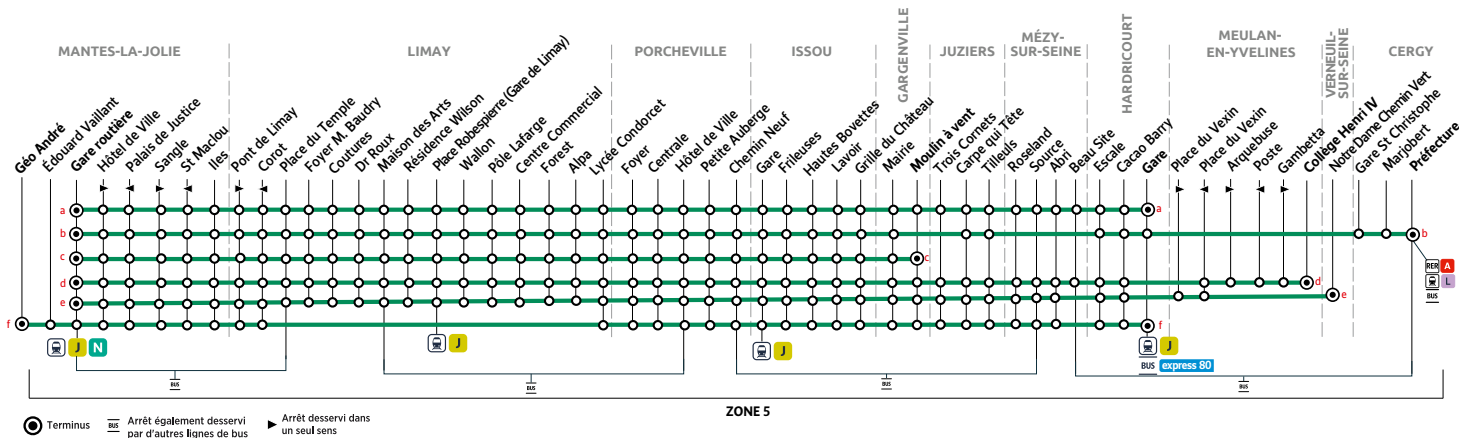 MANTES-LA-JOLIE
LIMAY
PORCHEVILLE
ISSOU
GARGENVILLE
JUZIERS
MÉZY-
SUR-SEINE
HARDRICOURT
MEULAN-
EN-YVELINES
VERNEUIL-
SUR-SEINE
CERGY
Géo André
Édouard Vaillant
Gare routière
Hôtel de Ville
Palais de Justice
Sangle
St Maclou
Iles
Pont de Limay
Corot
Place du Temple
Foyer M. Baudry
Coutures
Dr Roux
Maison des Arts
Résidence Wilson
Place Robespierre (Gare de Limay)
Wallon
Pôle Lafarge
Centre Commercial
Forest
Alpa
Lycée Condorcet
Foyer
Centrale
Hôtel de Ville
Petite Auberge
Chemin Neuf
Gare
Frileuses
Hautes Bovettes
Lavoir
Grille du Château
Mairie
Moulin à vent
Trois Cornets
Carpe qui Tête
Tilleuls
Roseland
Source
Abri
Beau Site
Escale
Cacao Barry
Gare
Place du Vexin
Place du Vexin
Arquebuse
Poste
Gambetta
Collège Henri IV
Notre Dame Chemin Vert
Gare St Christophe
Marjobert
Préfecture
a a
b b
c c
d d
e e
f f
RER A
L
BUS
J N
J
J
J
BUS express 80
BUS
BUS
BUS
BUS
ZONE 5
Terminus
BUS Arrêt également desservi
par d'autres lignes de bus
Arrêt desservi dans
un seul sens